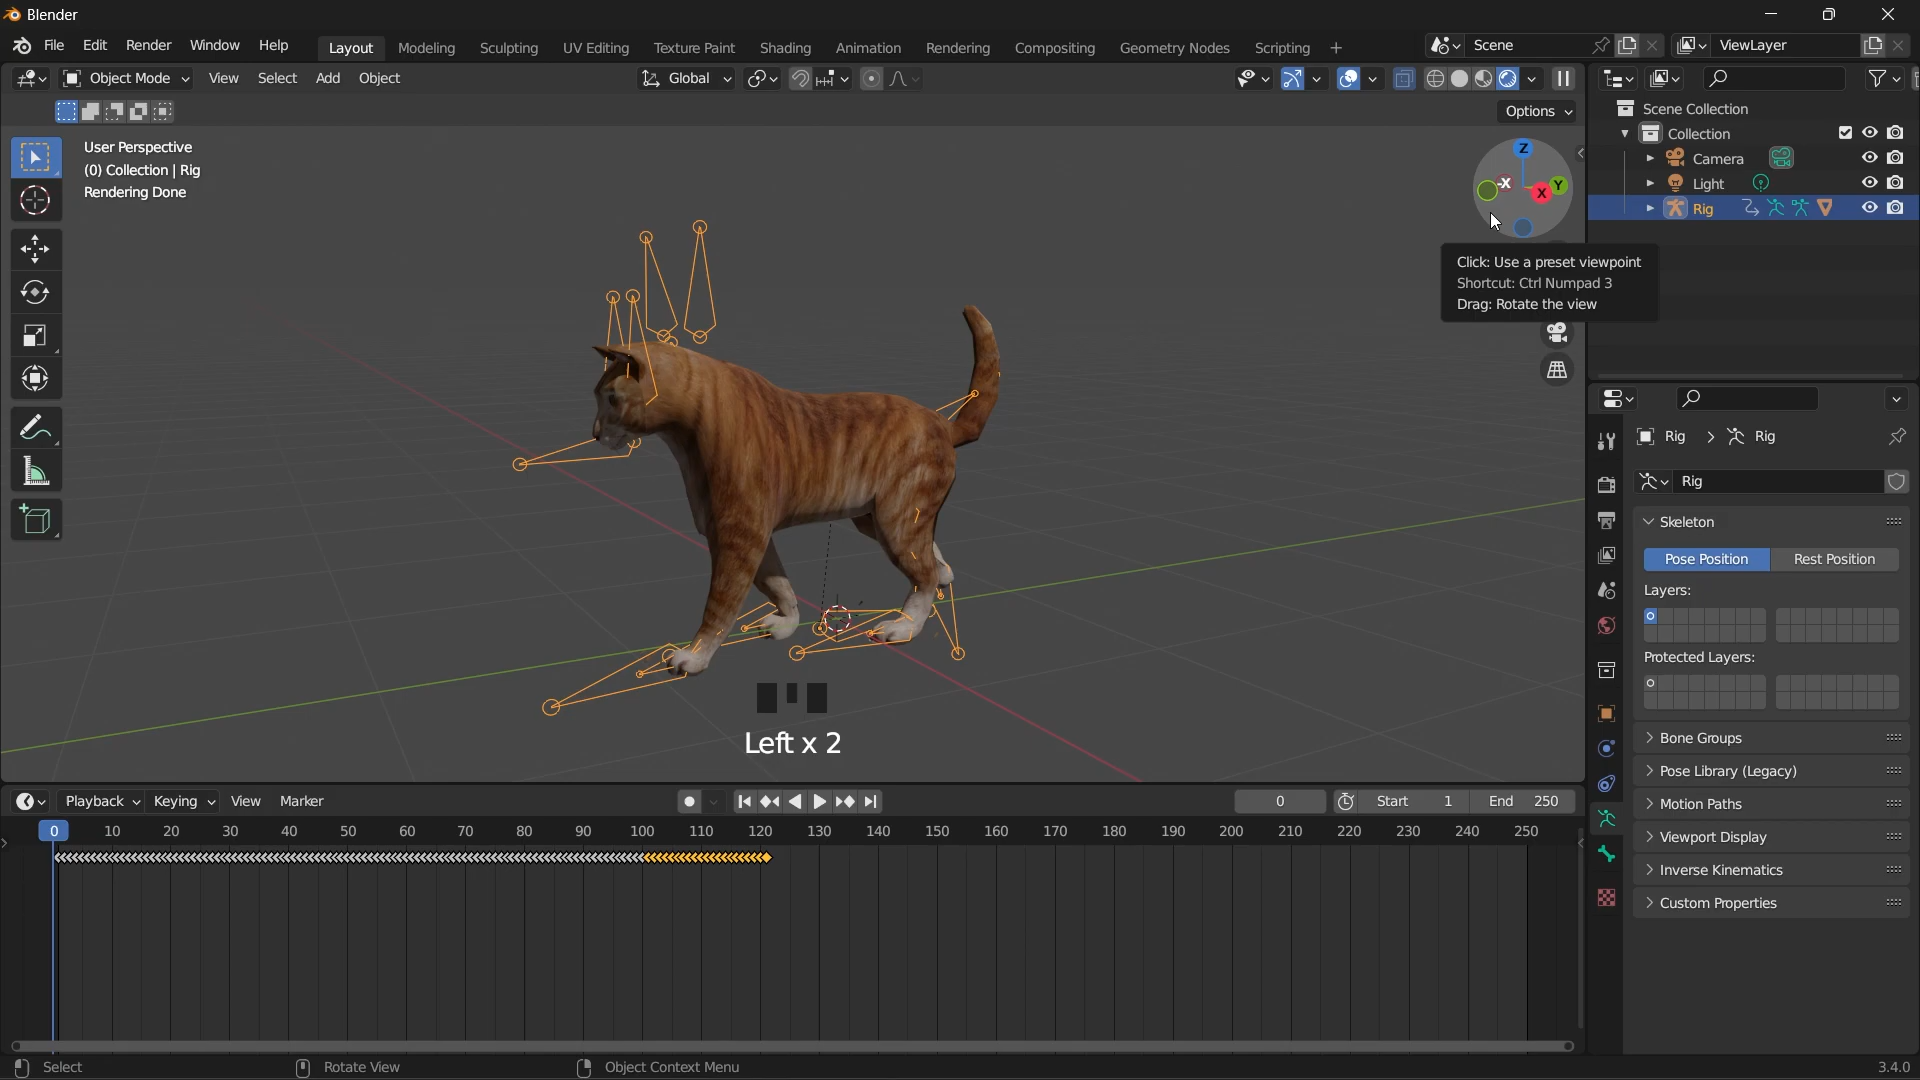 Blender
File Edit Render Window Help Layout Modeling Sculpting UV Editing Texture Paint Shading Animation Rendering Compositing Geometry Nodes Scripting + Scene ViewLayer
Object Mode View Select Add Object Global
Options
User Perspective
(0) Collection | Rig
Rendering Done
Z
-X X Y
Click: Use a preset viewpoint
Shortcut: Ctrl Numpad 3
Drag: Rotate the view
Left x 2
Scene Collection
Collection
Camera
Light
Rig
Rig > Rig
Rig
Skeleton
Pose Position Rest Position
Layers:
Protected Layers:
Bone Groups
Pose Library (Legacy)
Motion Paths
Viewport Display
Inverse Kinematics
Custom Properties
Playback Keying View Marker 0 Start 1 End 250
0 10 20 30 40 50 60 70 80 90 100 110 120 130 140 150 160 170 180 190 200 210 220 230 240 250
Select Rotate View Object Context Menu 3.4.0